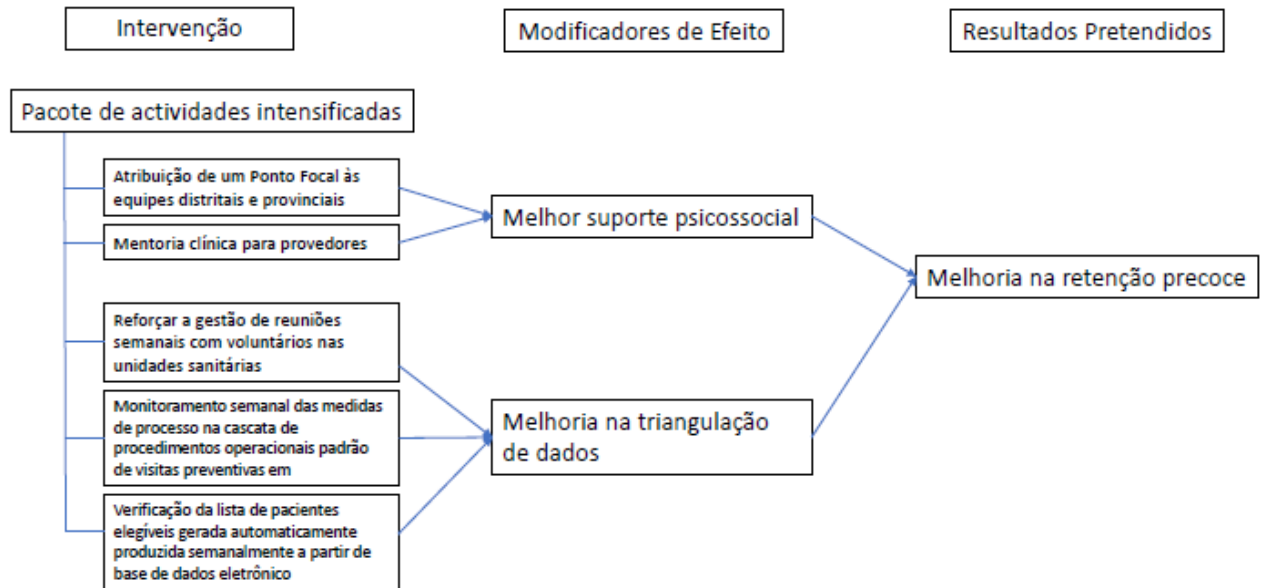 Intervenção
Modificadores de Efeito
Resultados Pretendidos
Pacote de actividades intensificadas
Atribuição de um Ponto Focal às
equipes distritais e provinciais
Mentoria clínica para provedores
Reforçar a gestão de reuniões
semanais com voluntários nas
unidades sanitárias
Monitoramento semanal das medidas
de processo na cascata de
procedimentos operacionais padrão
de visitas preventivas em
Verificação da lista de pacientes
elegíveis gerada automaticamente
produzida semanalmente a partir de
base de dados eletrônico
Melhor suporte psicossocial
Melhoria na triangulação
de dados
Melhoria na retenção precoce